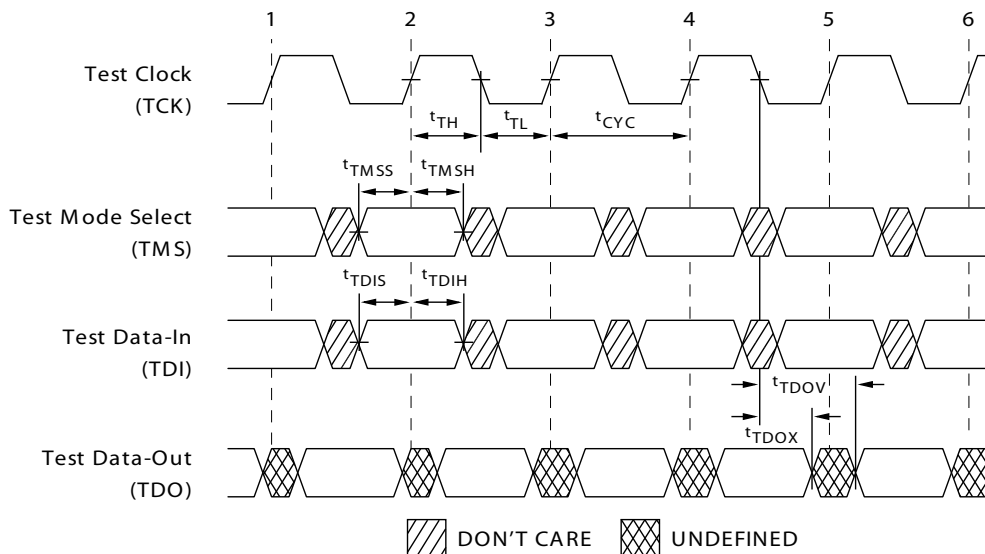 1 2 3 4 5 6
Test Clock
(TCK)
tTH tTL tCYC
tTMSS tTMSH
Test Mode Select
(TMS)
tTDIS tTDIH
Test Data-In
(TDI)
tTDOV
tTDOX
Test Data-Out
(TDO)
DON'T CARE UNDEFINED